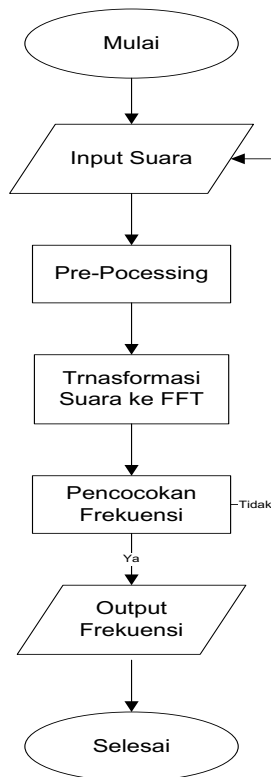 Mulai
Input Suara
Pre-Pocessing
Trnasformasi
Suara ke FFT
Pencocokan
Frekuensi
Tidak
Ya
Output
Frekuensi
Selesai